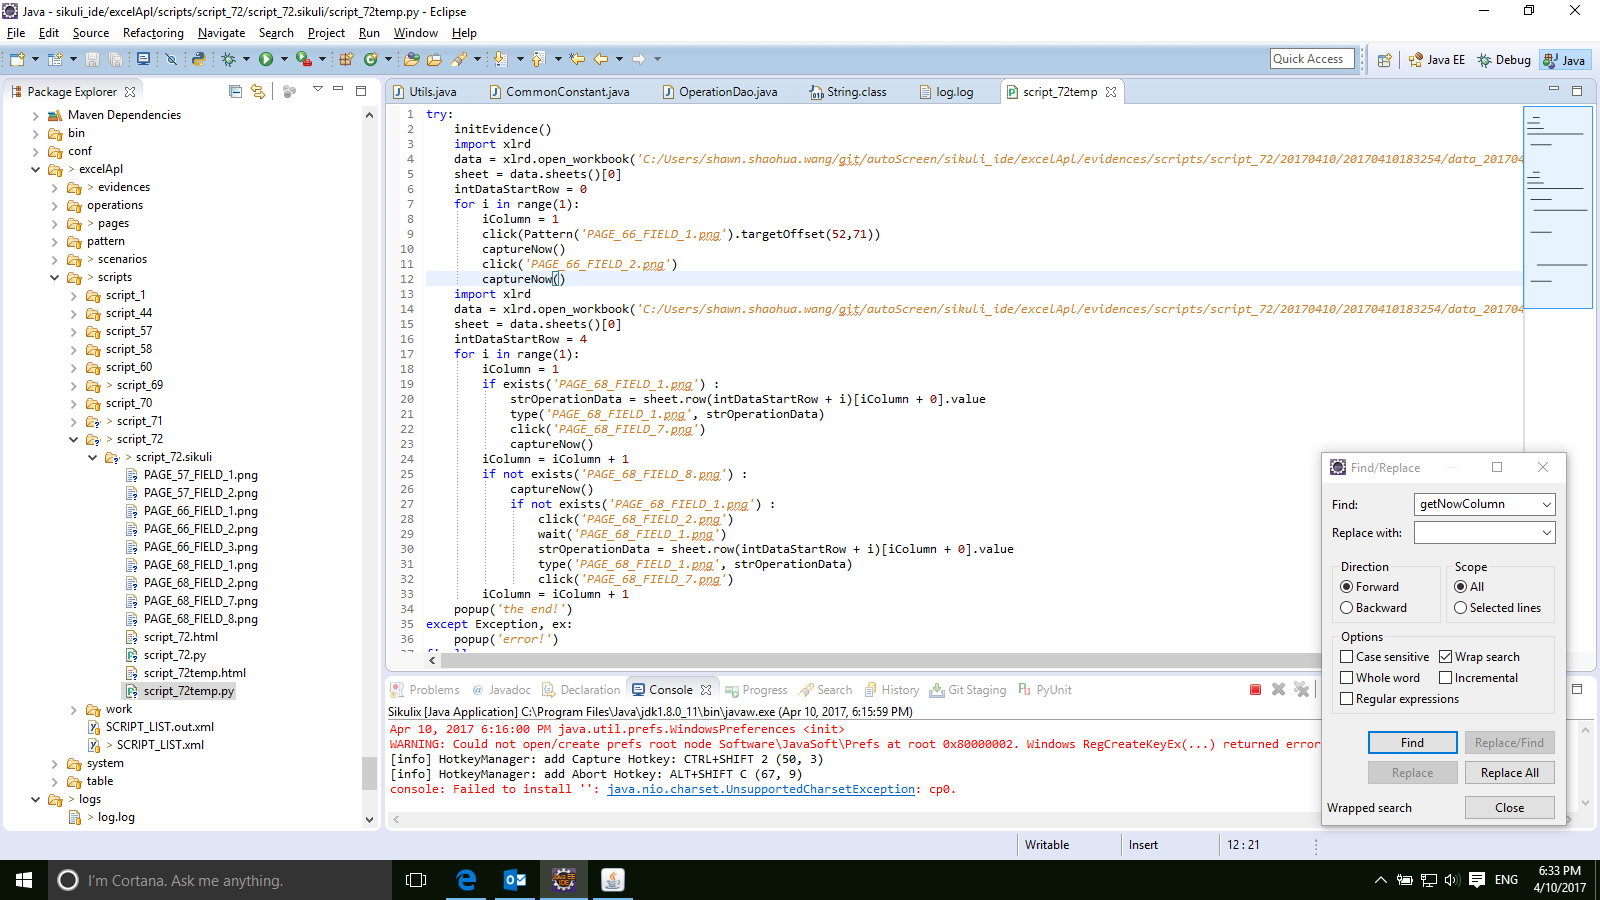 Java - sikuli_ide/excelApl/scripts/script_72/script_72.sikuli/script_72temp.py - Eclipse
File Edit Source Refactoring Navigate Search Project Run Window Help
Quick Access
Java EE
Debug
Java
Package Explorer
Maven Dependencies
bin
conf
> excelApl
> evidences
operations
> pages
pattern
> scenarios
> scripts
script_1
script_44
script_57
script_58
script_60
> script_69
script_70
> script_71
> script_72
> script_72.sikuli
PAGE_57_FIELD_1.png
PAGE_57_FIELD_2.png
PAGE_66_FIELD_1.png
PAGE_66_FIELD_2.png
PAGE_66_FIELD_3.png
PAGE_68_FIELD_1.png
PAGE_68_FIELD_2.png
PAGE_68_FIELD_7.png
PAGE_68_FIELD_8.png
script_72.html
script_72.py
script_72temp.html
script_72temp.py
work
SCRIPT_LIST.out.xml
> SCRIPT_LIST.xml
system
table
> logs
> log.log
Utils.java
CommonConstant.java
OperationDao.java
String.class
log.log
script_72temp
1 try:
2 initEvidence()
3 import xlrd
4 data = xlrd.open_workbook('C:/Users/shawn.shaohua.wang/git/autoScreen/sikuli_ide/excelApl/evidences/scripts/script_72/20170410/20170410183254/data_201704
5 sheet = data.sheets()[0]
6 intDataStartRow = 0
7 for i in range(1):
8 iColumn = 1
9 click(Pattern('PAGE_66_FIELD_1.png').targetOffset(52,71))
10 captureNow()
11 click('PAGE_66_FIELD_2.png')
12 captureNow()
13 import xlrd
14 data = xlrd.open_workbook('C:/Users/shawn.shaohua.wang/git/autoScreen/sikuli_ide/excelApl/evidences/scripts/script_72/20170410/20170410183254/data_201704
15 sheet = data.sheets()[0]
16 intDataStartRow = 4
17 for i in range(1):
18 iColumn = 1
19 if exists('PAGE_68_FIELD_1.png') :
20 strOperationData = sheet.row(intDataStartRow + i)[iColumn + 0].value
21 type('PAGE_68_FIELD_1.png', strOperationData)
22 click('PAGE_68_FIELD_7.png')
23 captureNow()
24 iColumn = iColumn + 1
25 if not exists('PAGE_68_FIELD_8.png') :
26 captureNow()
27 if not exists('PAGE_68_FIELD_1.png') :
28 click('PAGE_68_FIELD_2.png')
29 wait('PAGE_68_FIELD_1.png')
30 strOperationData = sheet.row(intDataStartRow + i)[iColumn + 0].value
31 type('PAGE_68_FIELD_1.png', strOperationData)
32 click('PAGE_68_FIELD_7.png')
33 iColumn = iColumn + 1
34 popup('the end!')
35 except Exception, ex:
36 popup('error!')
Find/Replace
Find: getNowColumn
Replace with:
Direction
Forward
Backward
Scope
All
Selected lines
Options
Case sensitive
Wrap search
Whole word
Incremental
Regular expressions
Find
Replace/Find
Replace
Replace All
Wrapped search
Close
Problems
Javadoc
Declaration
Console
Progress
Search
History
Git Staging
PyUnit
Sikulix [Java Application] C:\Program Files\Java\jdk1.8.0_11\bin\javaw.exe (Apr 10, 2017, 6:15:59 PM)
Apr 10, 2017 6:16:00 PM java.util.prefs.WindowsPreferences <init>
WARNING: Could not open/create prefs root node Software\JavaSoft\Prefs at root 0x80000002. Windows RegCreateKeyEx(...) returned error
[info] HotkeyManager: add Capture Hotkey: CTRL+SHIFT 2 (50, 3)
[info] HotkeyManager: add Abort Hotkey: ALT+SHIFT C (67, 9)
console: Failed to install '': java.nio.charset.UnsupportedCharsetException: cp0.
Writable
Insert
12 : 21
I'm Cortana. Ask me anything.
ENG
6:33 PM
4/10/2017